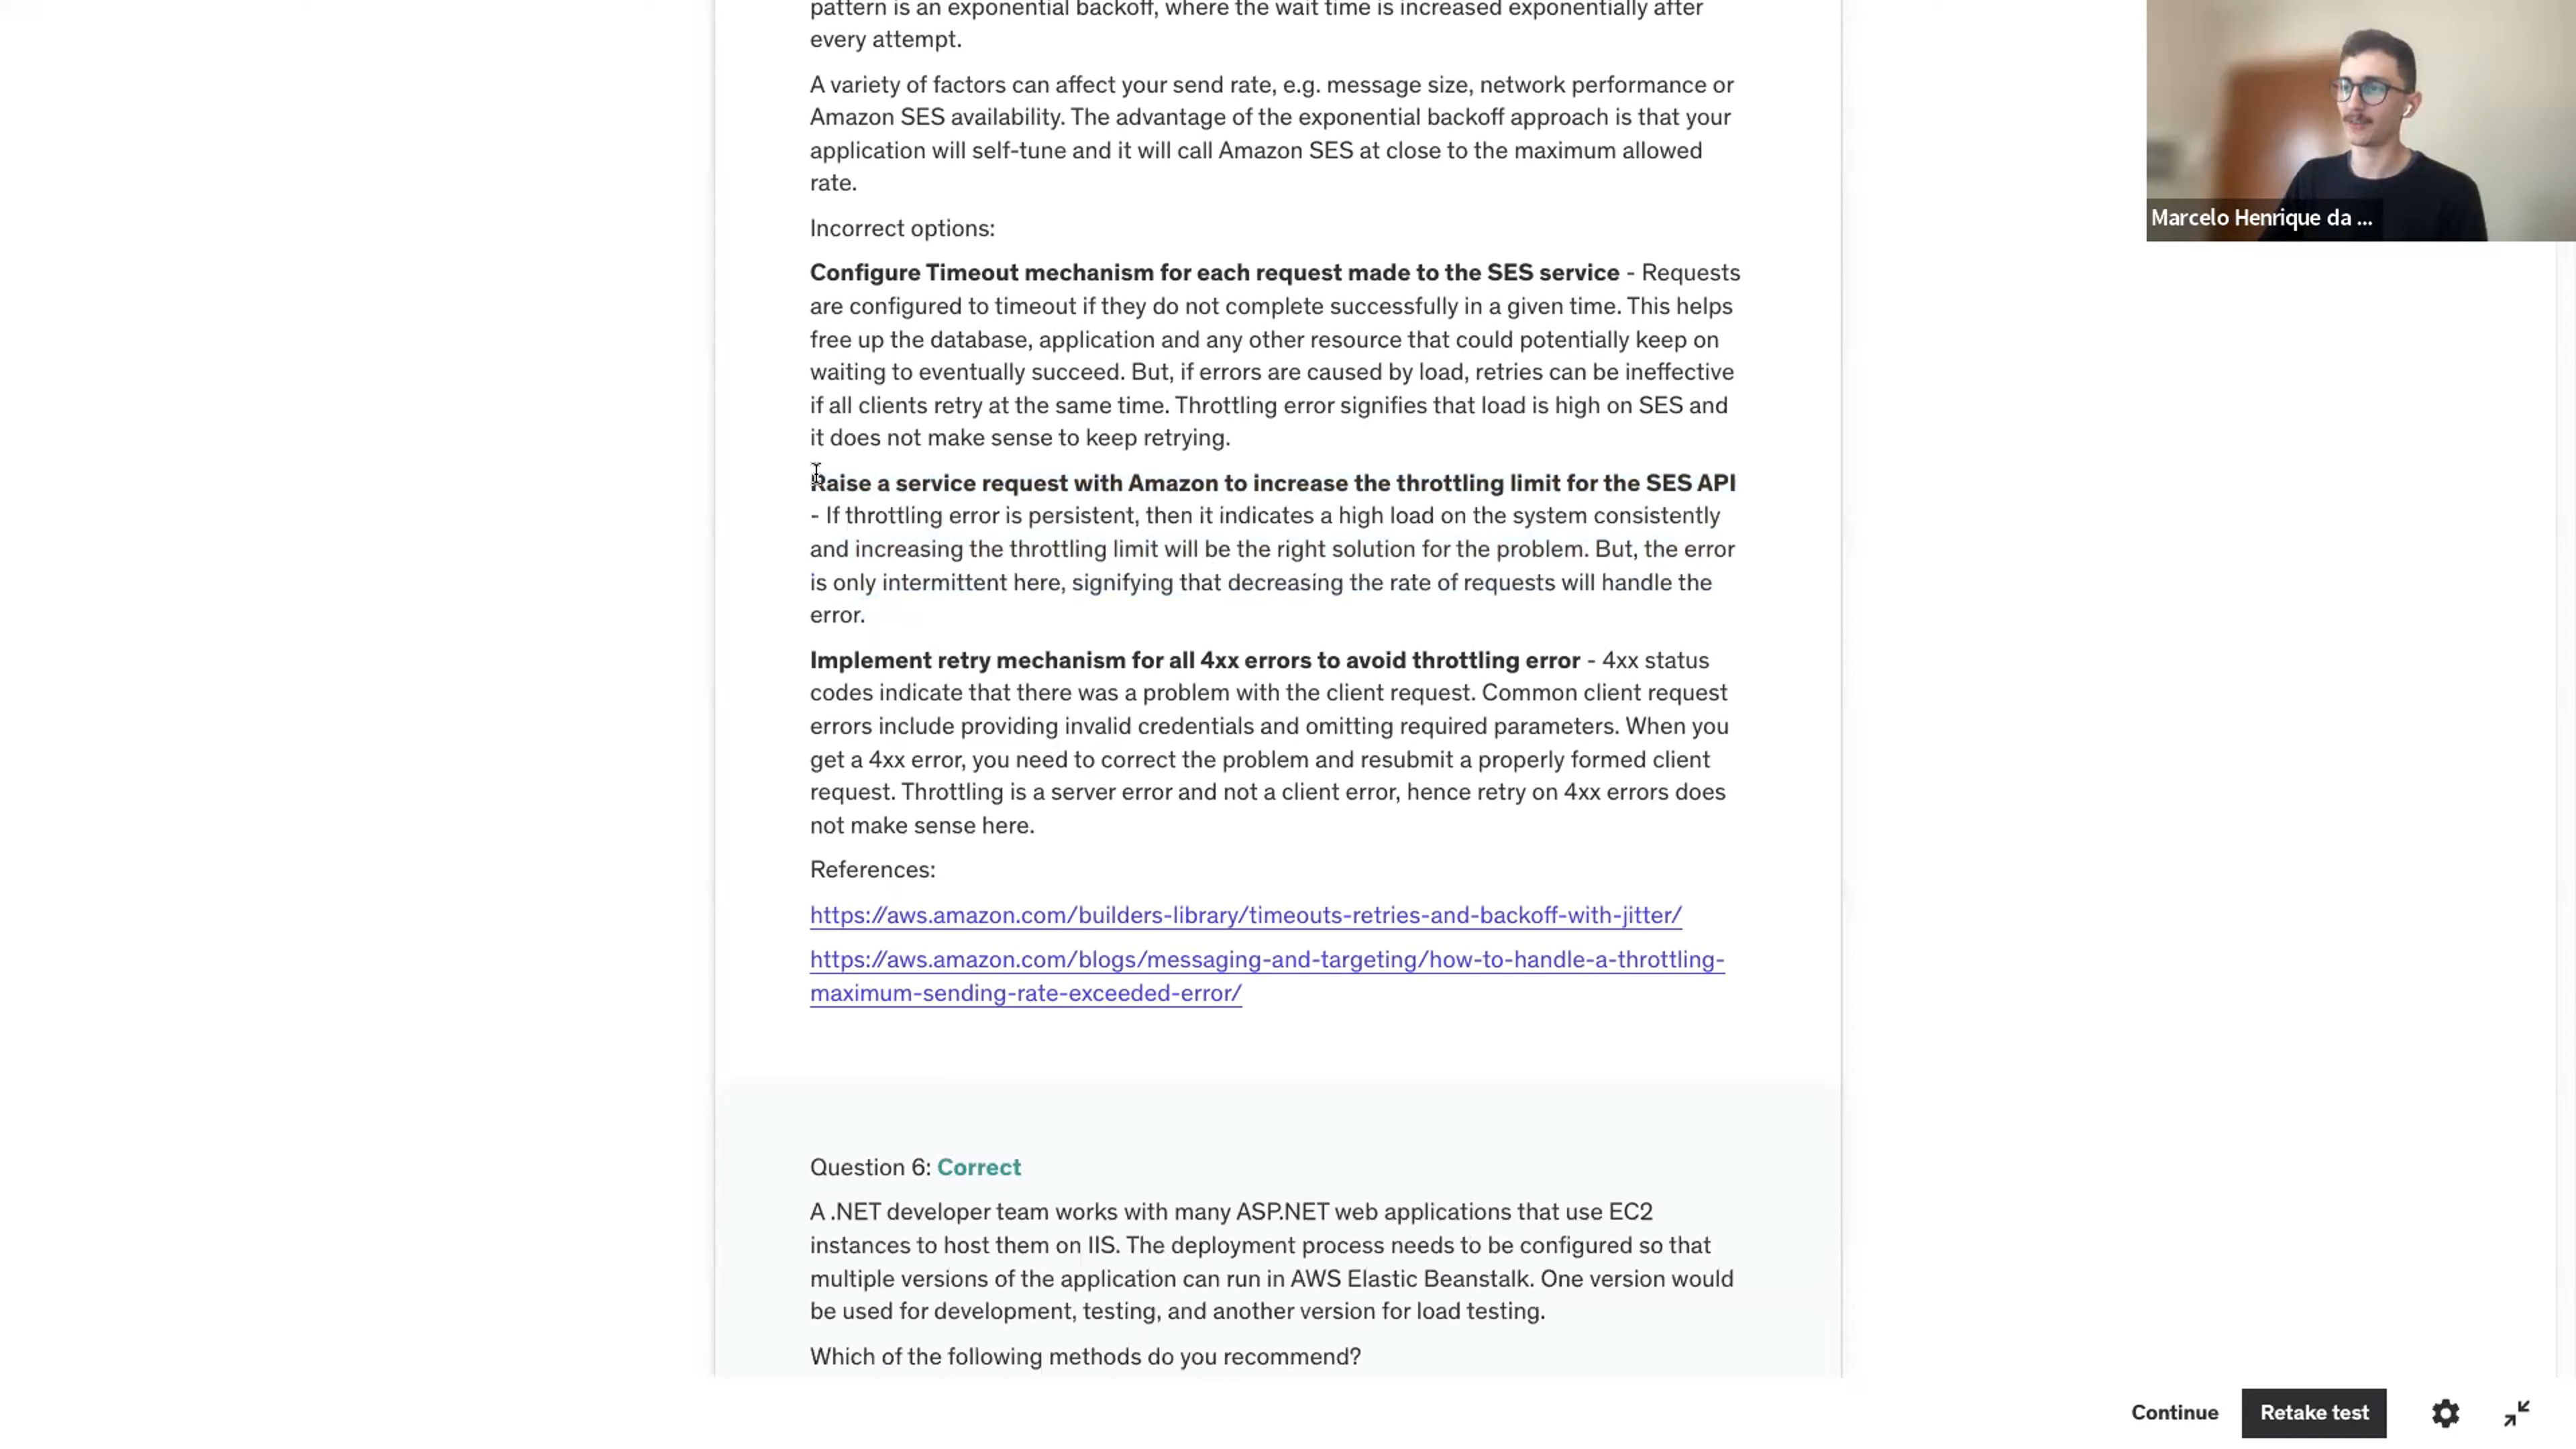 pattern is an exponential backoff, where the wait time is increased exponentially after
every attempt.
A variety of factors can affect your send rate, e.g. message size, network performance or
Amazon SES availability. The advantage of the exponential backoff approach is that your
application will self-tune and it will call Amazon SES at close to the maximum allowed
rate.
Incorrect options:
Configure Timeout mechanism for each request made to the SES service - Requests
are configured to timeout if they do not complete successfully in a given time. This helps
free up the database, application and any other resource that could potentially keep on
waiting to eventually succeed. But, if errors are caused by load, retries can be ineffective
if all clients retry at the same time. Throttling error signifies that load is high on SES and
it does not make sense to keep retrying.
Raise a service request with Amazon to increase the throttling limit for the SES API
- If throttling error is persistent, then it indicates a high load on the system consistently
and increasing the throttling limit will be the right solution for the problem. But, the error
is only intermittent here, signifying that decreasing the rate of requests will handle the
error.
Implement retry mechanism for all 4xx errors to avoid throttling error - 4xx status
codes indicate that there was a problem with the client request. Common client request
errors include providing invalid credentials and omitting required parameters. When you
get a 4xx error, you need to correct the problem and resubmit a properly formed client
request. Throttling is a server error and not a client error, hence retry on 4xx errors does
not make sense here.
References:
https://aws.amazon.com/builders-library/timeouts-retries-and-backoff-with-jitter/
https://aws.amazon.com/blogs/messaging-and-targeting/how-to-handle-a-throttling-
maximum-sending-rate-exceeded-error/
Question 6: Correct
A .NET developer team works with many ASP.NET web applications that use EC2
instances to host them on IIS. The deployment process needs to be configured so that
multiple versions of the application can run in AWS Elastic Beanstalk. One version would
be used for development, testing, and another version for load testing.
Which of the following methods do you recommend?
Marcelo Henrique da ...
Continue
Retake test